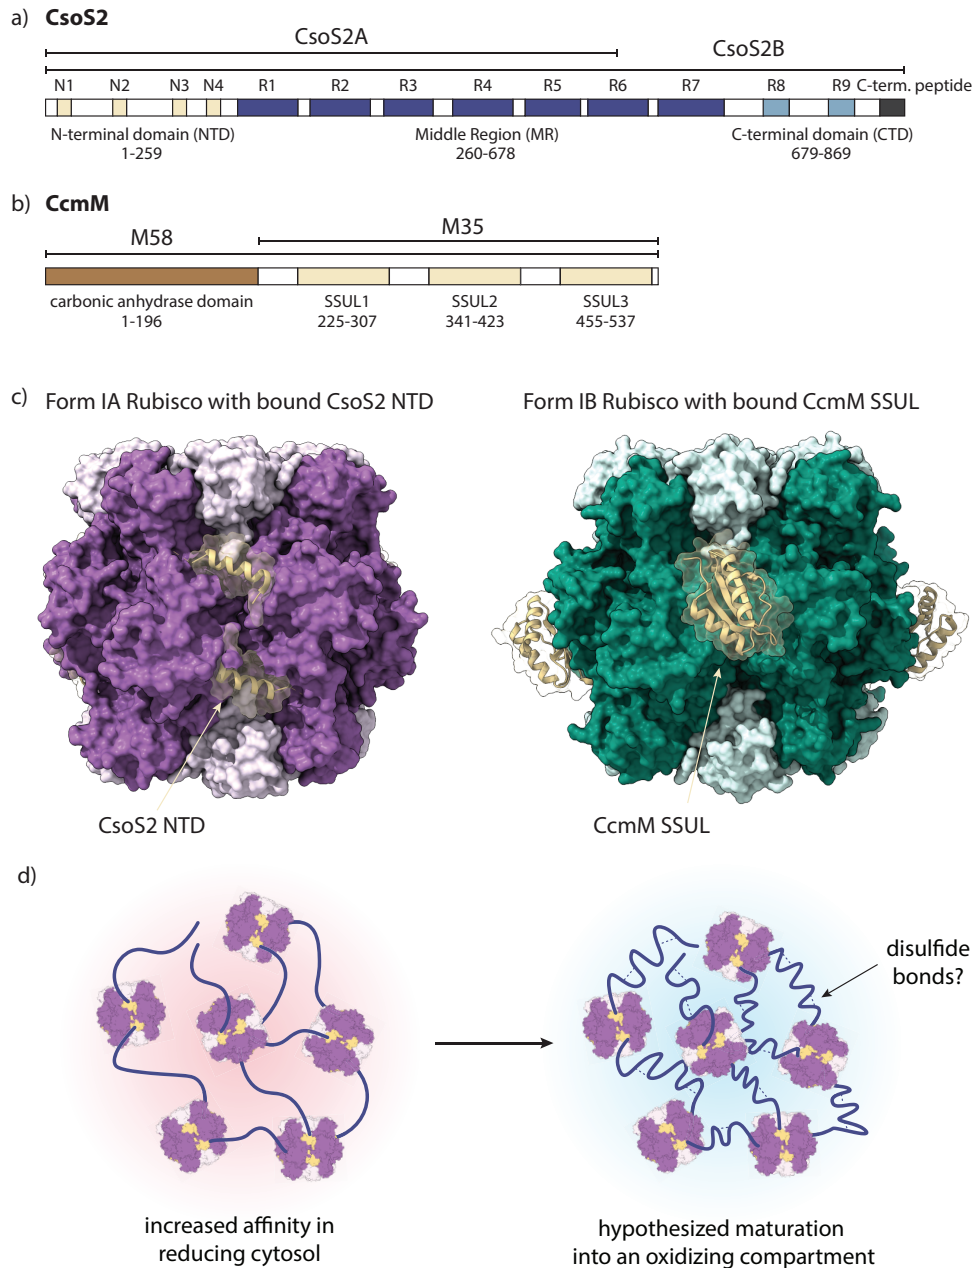 a) CsoS2
CsoS2A
CsoS2B
N1 N2 N3 N4 R1 R2 R3 R4 R5 R6 R7 R8 R9 C-term. peptide
N-terminal domain (NTD) Middle Region (MR) C-terminal domain (CTD)
1-259 260-678 679-869
b) CcmM
M58 M35
carbonic anhydrase domain SSUL1 SSUL2 SSUL3
1-196 225-307 341-423 455-537
c) Form IA Rubisco with bound CsoS2 NTD Form IB Rubisco with bound CcmM SSUL
CsoS2 NTD CcmM SSUL
d)
disulfide
bonds?
increased affinity in
reducing cytosol
hypothesized maturation
into an oxidizing compartment